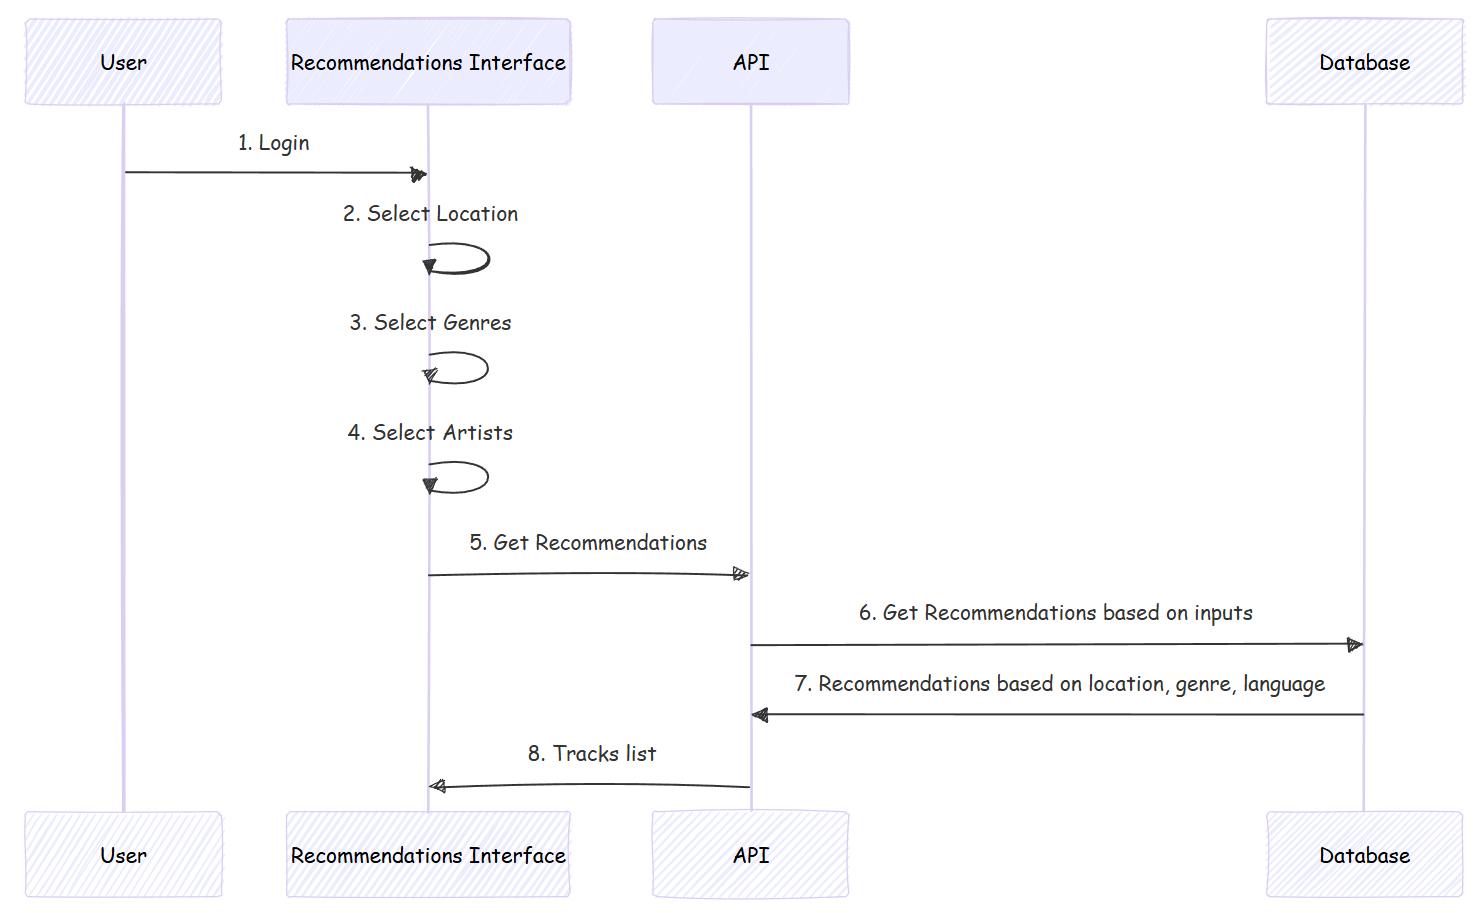 User
Recommendations Interface
API
Database
1. Login
2. Select Location
3. Select Genres
4. Select Artists
5. Get Recommendations
6. Get Recommendations based on inputs
7. Recommendations based on location, genre, language
8. Tracks list
User
Recommendations Interface
API
Database